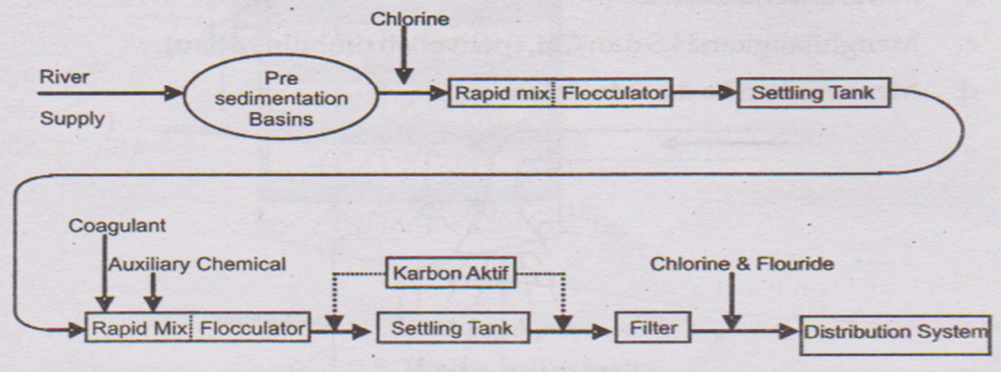 Chlorine
River
Supply
Pre
sedimentation
Basins
Rapid mix Flocculator
Settling Tank
Coagulant
Auxiliary Chemical
Karbon Aktif
Chlorine & Flouride
Rapid Mix Flocculator
Settling Tank
Filter
Distribution System